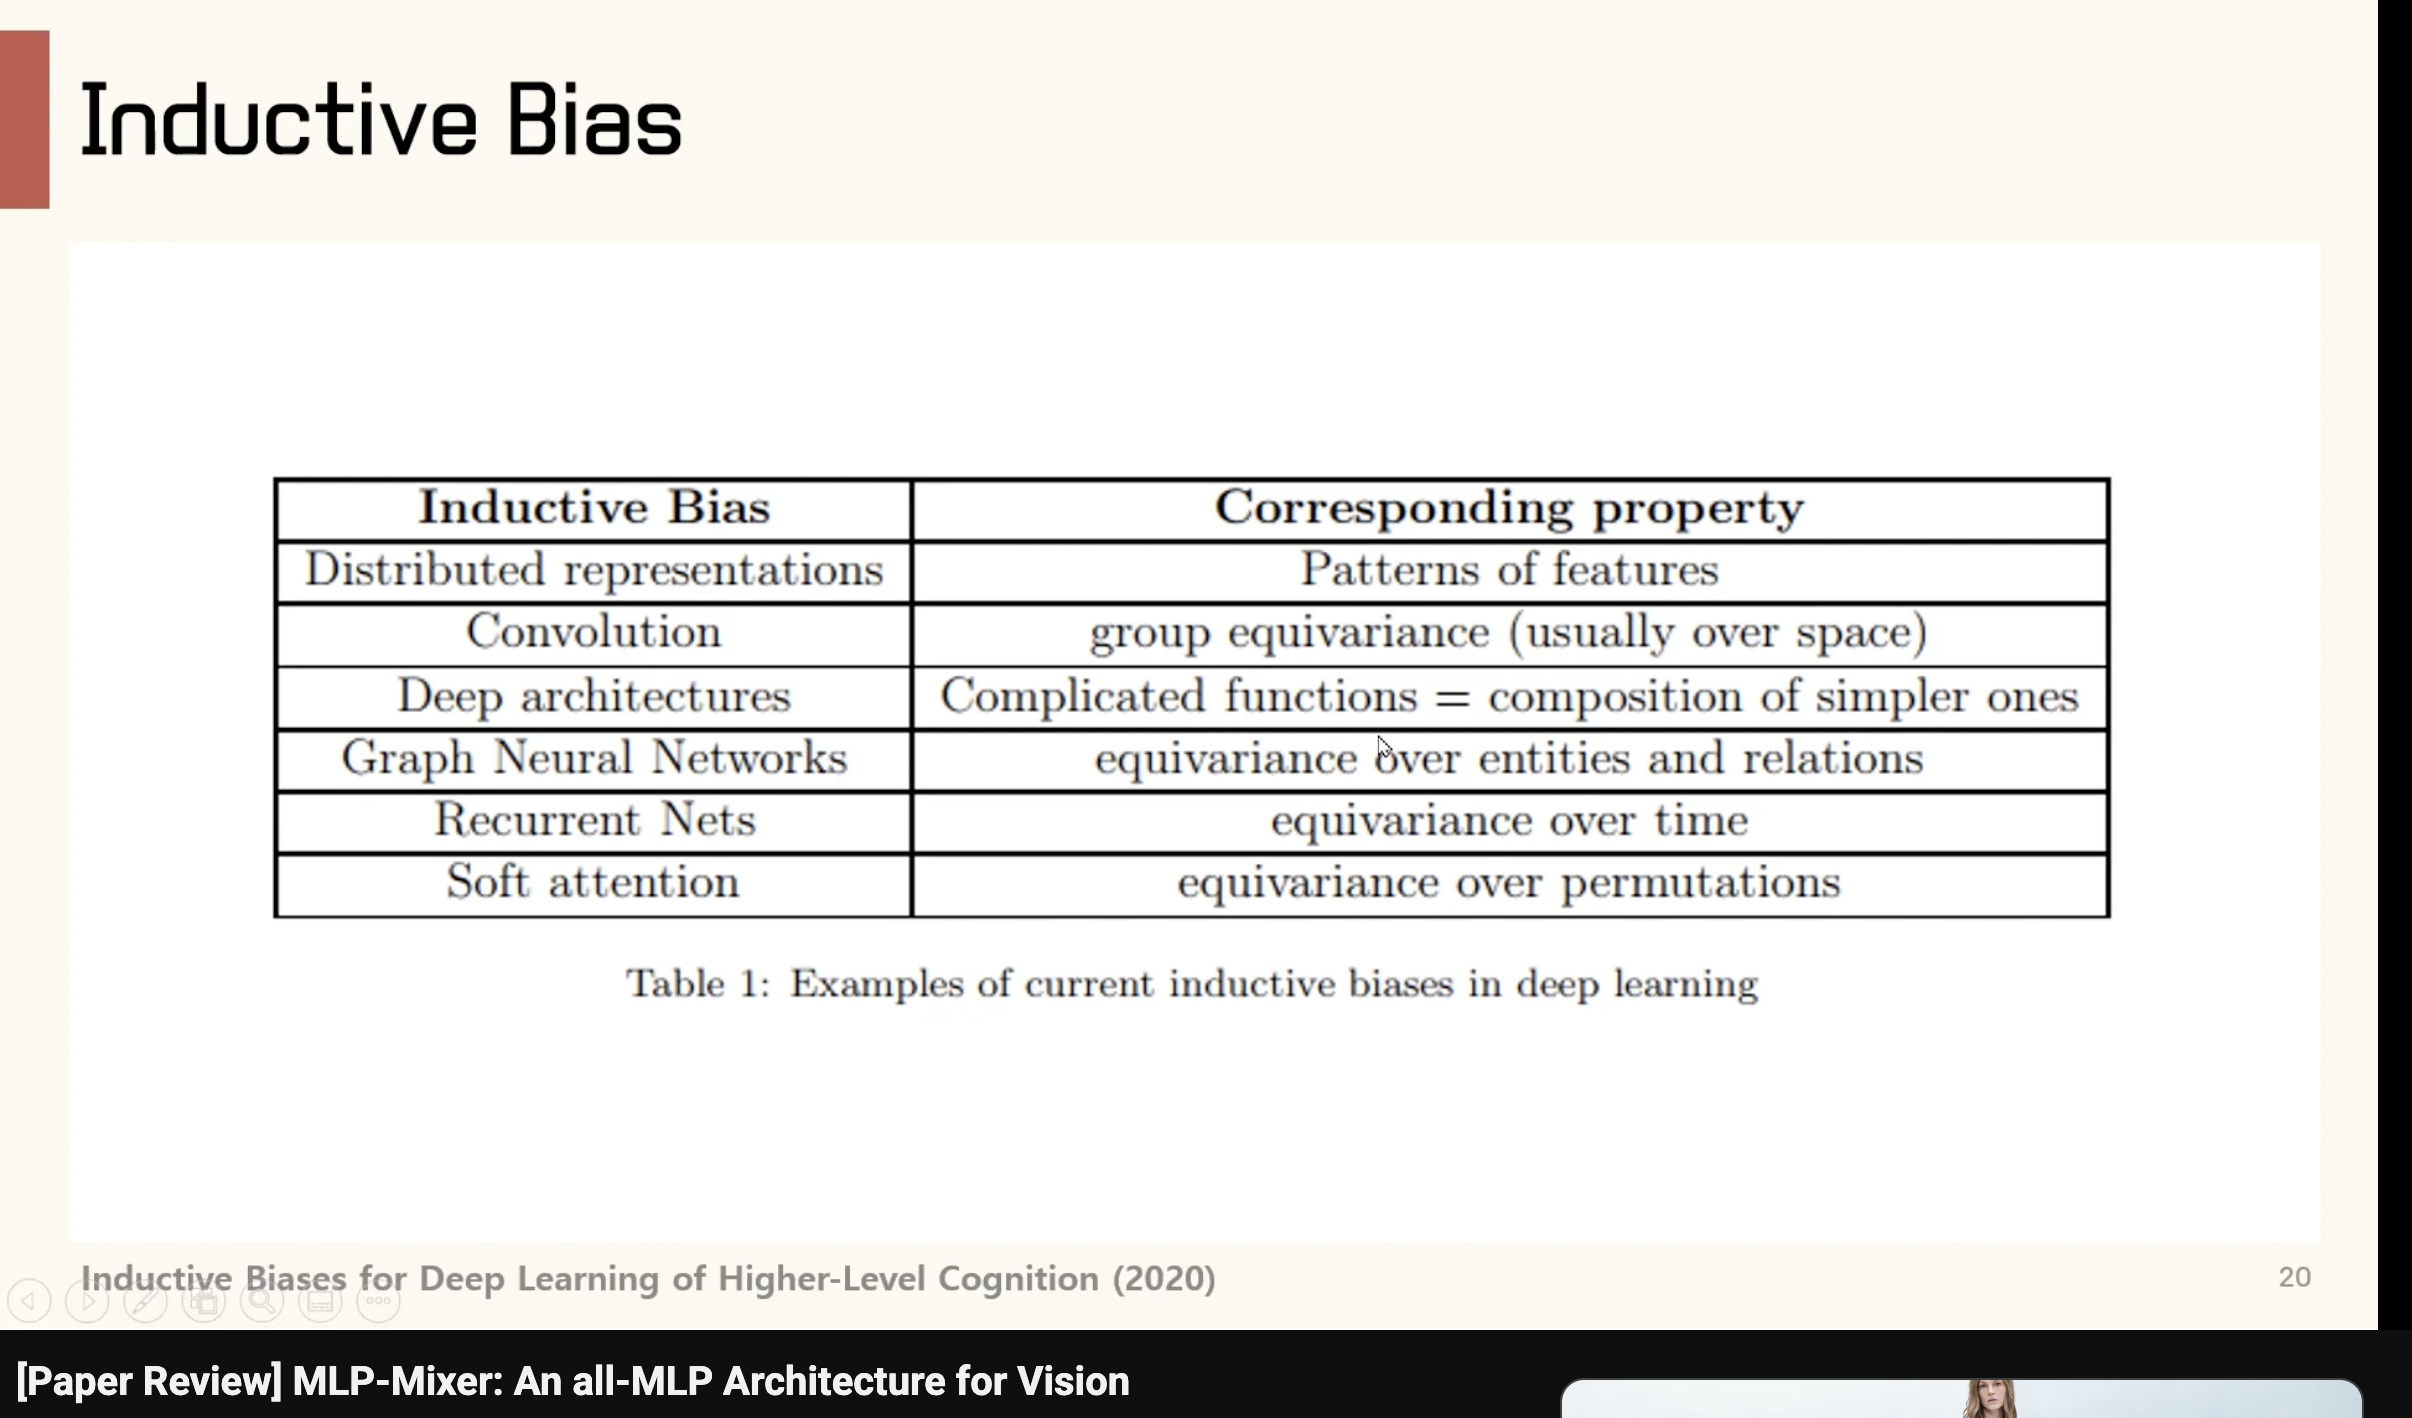 Inductive Bias
Inductive Bias Corresponding property
Distributed representations Patterns of features
Convolution group equivariance (usually over space)
Deep architectures Complicated functions = composition of simpler ones
Graph Neural Networks equivariance over entities and relations
Recurrent Nets equivariance over time
Soft attention equivariance over permutations
Table 1: Examples of current inductive biases in deep learning
Inductive Biases for Deep Learning of Higher-Level Cognition (2020) 20
[Paper Review] MLP-Mixer: An all-MLP Architecture for Vision